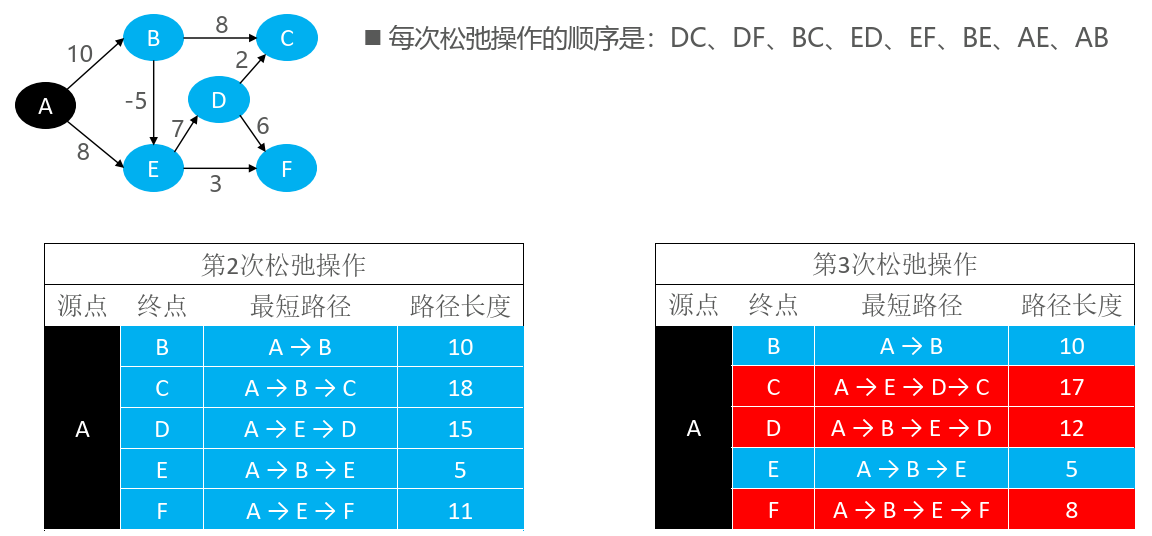 ■ 每次松弛操作的顺序是：DC、DF、BC、ED、EF、BE、AE、AB
B 8 C
10 2
A -5 D
7 6
8
E 3 F
第2次松弛操作
源点 终点 最短路径 路径长度
B A → B 10
C A → B → C 18
A D A → E → D 15
E A → B → E 5
F A → E → F 11
第3次松弛操作
源点 终点 最短路径 路径长度
B A → B 10
C A → E → D → C 17
A D A → B → E → D 12
E A → B → E 5
F A → B → E → F 8